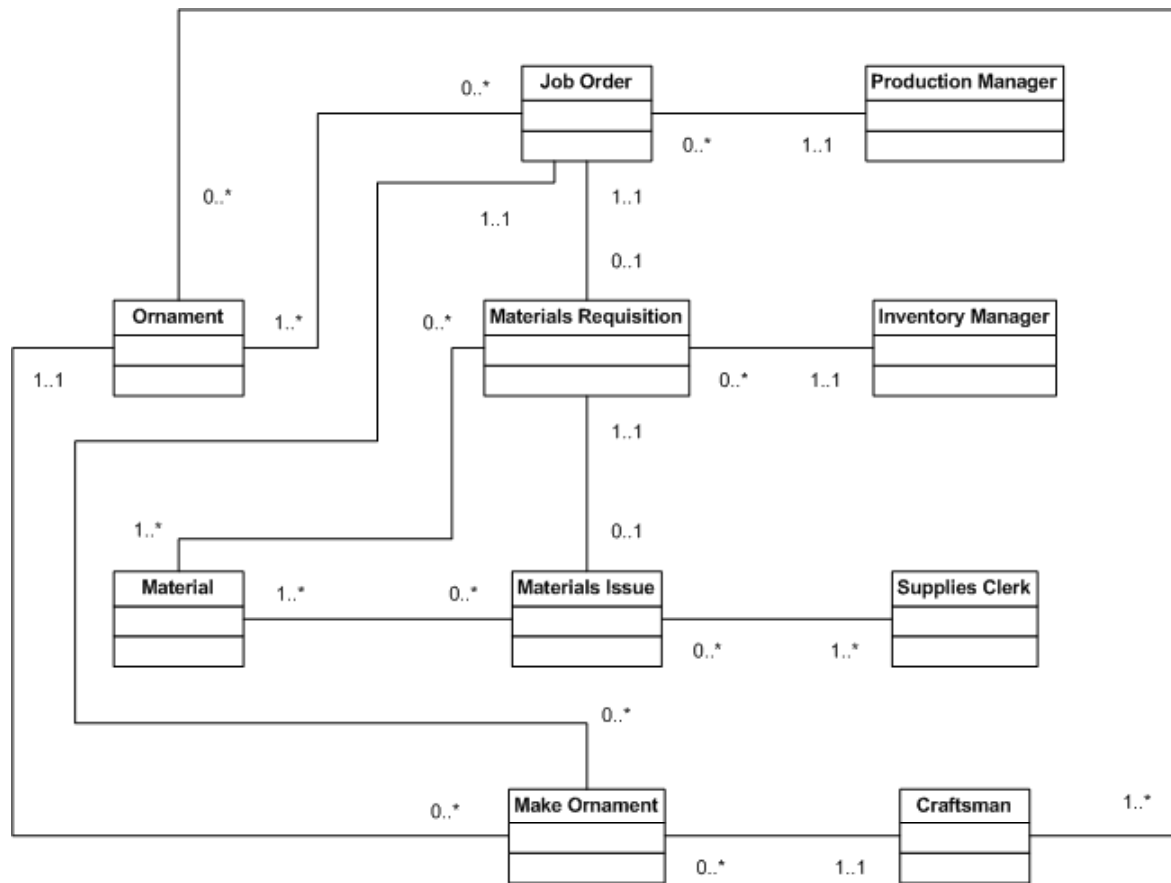 Job Order
Production Manager
0..*
0..*
1..1
0..*
1..1
1..1
0..1
Ornament
Materials Requisition
Inventory Manager
1..*
0..*
1..1
0..*
1..1
1..1
1..*
0..1
Material
Materials Issue
Supplies Clerk
1..*
0..*
0..*
1..*
0..*
Make Ornament
Craftsman
0..*
1..*
0..*
1..1